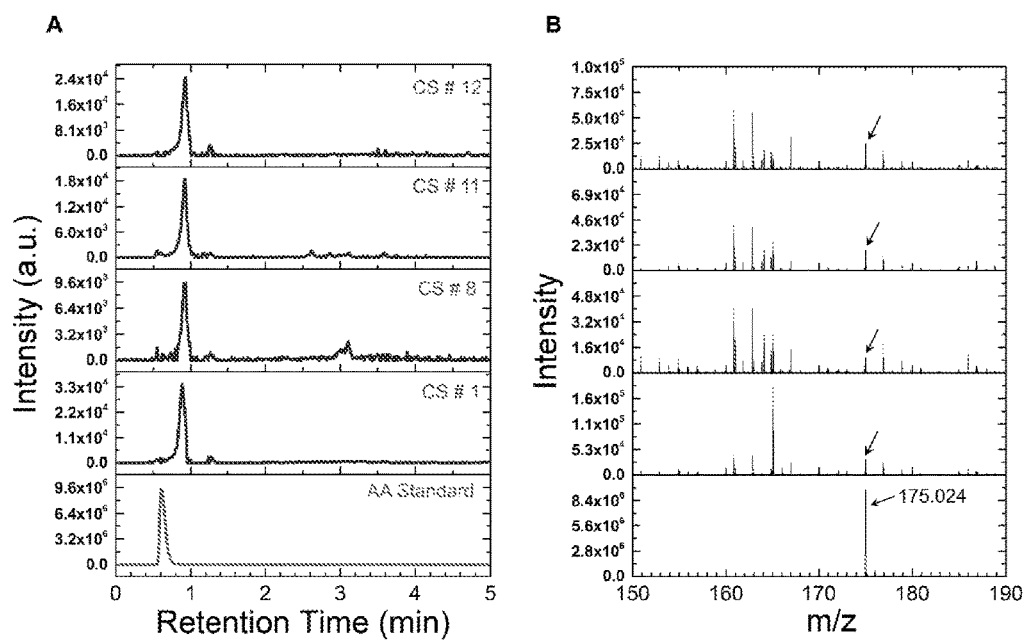 A
B
Intensity (a.u.)
2.4x10⁴
1.6x10⁴
8.1x10³
0.0
CS # 12
1.8x10⁴
1.2x10⁴
6.0x10³
0.0
CS # 11
9.6x10³
6.4x10³
3.2x10³
0.0
CS # 8
3.3x10⁴
2.2x10⁴
1.1x10⁴
0.0
CS # 1
9.6x10⁶
6.4x10⁶
3.2x10⁶
0.0
AA Standard
0 1 2 3 4 5
Retention Time (min)
Intensity
1.0x10⁵
7.5x10⁴
5.0x10⁴
2.5x10⁴
0.0
6.9x10⁴
4.6x10⁴
2.3x10⁴
0.0
4.8x10⁴
3.2x10⁴
1.6x10⁴
0.0
1.6x10⁵
1.1x10⁵
5.3x10⁴
0.0
8.4x10⁶
5.6x10⁶
2.8x10⁶
0.0
175.024
150 160 170 180 190
m/z